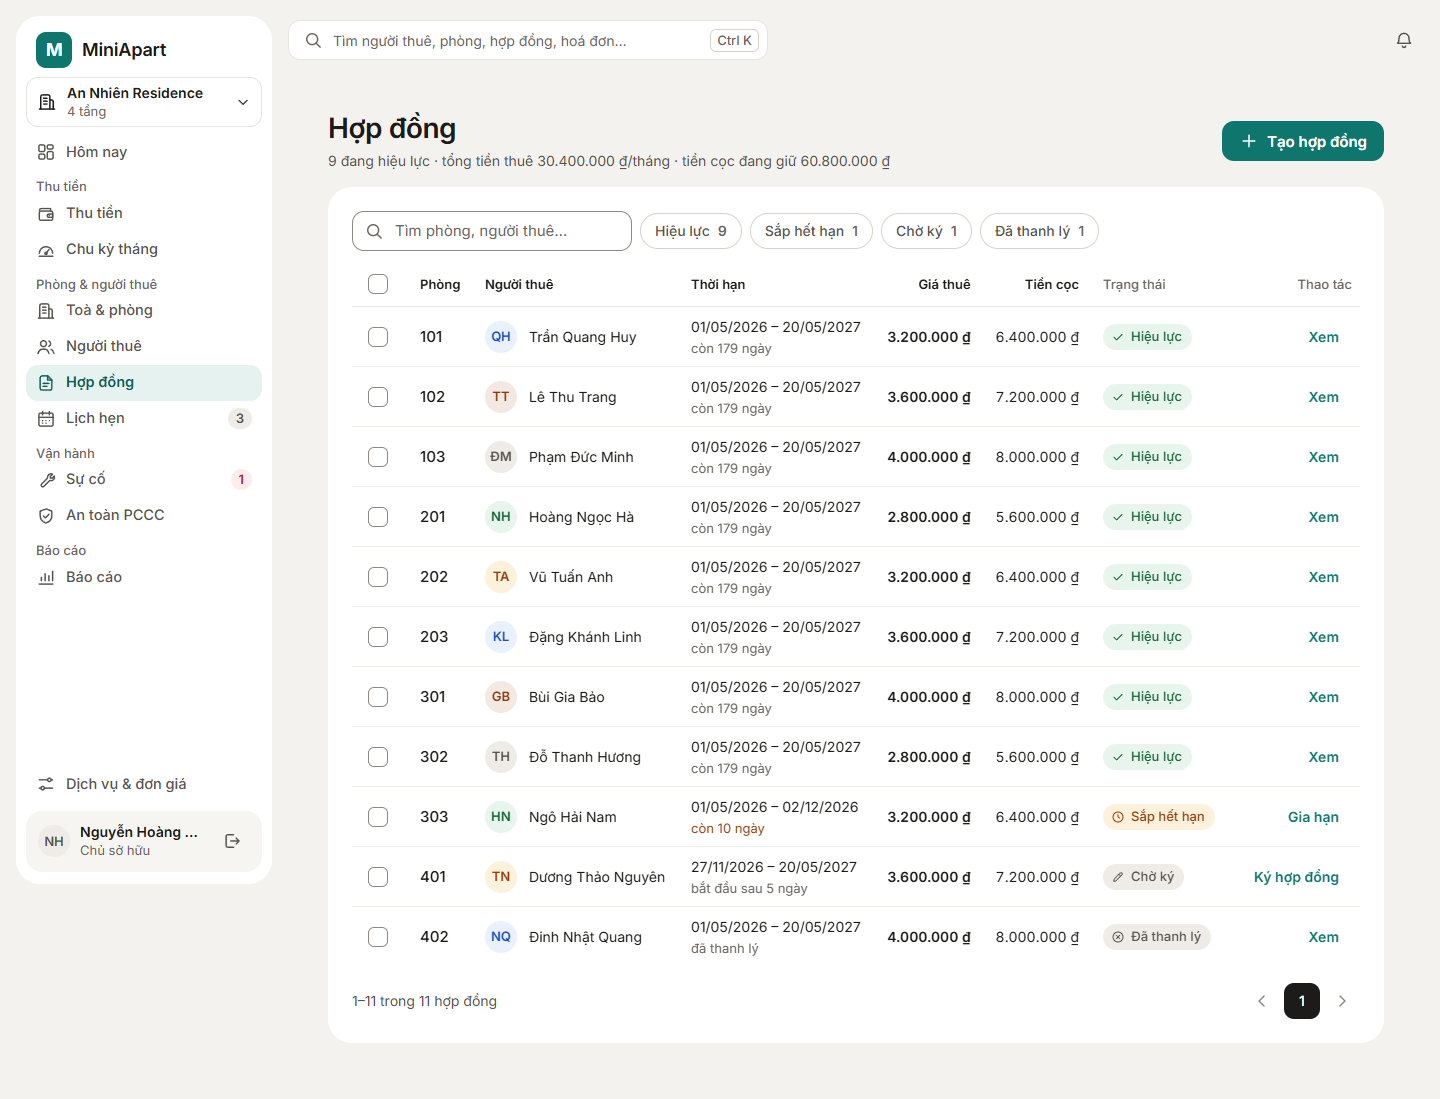 M MiniApart
An Nhiên Residence
4 tầng
Hôm nay
Thu tiền
Thu tiền
Chu kỳ tháng
Phòng & người thuê
Toà & phòng
Người thuê
Hợp đồng
Lịch hẹn 3
Vận hành
Sự cố 1
An toàn PCCC
Báo cáo
Báo cáo
Dịch vụ & đơn giá
NH Nguyễn Hoàng ...
Chủ sở hữu
Tìm người thuê, phòng, hợp đồng, hoá đơn... Ctrl K
Hợp đồng
9 đang hiệu lực · tổng tiền thuê 30.400.000 ₫/tháng · tiền cọc đang giữ 60.800.000 ₫
Tạo hợp đồng
Tìm phòng, người thuê... Hiệu lực 9 Sắp hết hạn 1 Chờ ký 1 Đã thanh lý 1
Phòng Người thuê Thời hạn Giá thuê Tiền cọc Trạng thái Thao tác
101 QH Trần Quang Huy 01/05/2026 – 20/05/2027 3.200.000 ₫ 6.400.000 ₫ Hiệu lực Xem
còn 179 ngày
102 TT Lê Thu Trang 01/05/2026 – 20/05/2027 3.600.000 ₫ 7.200.000 ₫ Hiệu lực Xem
còn 179 ngày
103 ĐM Phạm Đức Minh 01/05/2026 – 20/05/2027 4.000.000 ₫ 8.000.000 ₫ Hiệu lực Xem
còn 179 ngày
201 NH Hoàng Ngọc Hà 01/05/2026 – 20/05/2027 2.800.000 ₫ 5.600.000 ₫ Hiệu lực Xem
còn 179 ngày
202 TA Vũ Tuấn Anh 01/05/2026 – 20/05/2027 3.200.000 ₫ 6.400.000 ₫ Hiệu lực Xem
còn 179 ngày
203 KL Đặng Khánh Linh 01/05/2026 – 20/05/2027 3.600.000 ₫ 7.200.000 ₫ Hiệu lực Xem
còn 179 ngày
301 GB Bùi Gia Bảo 01/05/2026 – 20/05/2027 4.000.000 ₫ 8.000.000 ₫ Hiệu lực Xem
còn 179 ngày
302 TH Đỗ Thanh Hương 01/05/2026 – 20/05/2027 2.800.000 ₫ 5.600.000 ₫ Hiệu lực Xem
còn 179 ngày
303 HN Ngô Hải Nam 01/05/2026 – 02/12/2026 3.200.000 ₫ 6.400.000 ₫ Sắp hết hạn Gia hạn
còn 10 ngày
401 TN Dương Thảo Nguyên 27/11/2026 – 20/05/2027 3.600.000 ₫ 7.200.000 ₫ Chờ ký Ký hợp đồng
bắt đầu sau 5 ngày
402 NQ Đinh Nhật Quang 01/05/2026 – 20/05/2027 4.000.000 ₫ 8.000.000 ₫ Đã thanh lý Xem
đã thanh lý
1–11 trong 11 hợp đồng 1